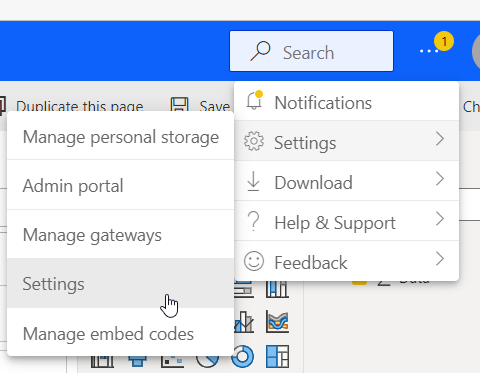 Search
1
Duplicate this page
Save
Ch
Notifications
Settings
Download
Help & Support
Feedback
Manage personal storage
Admin portal
Manage gateways
Settings
Manage embed codes
Data